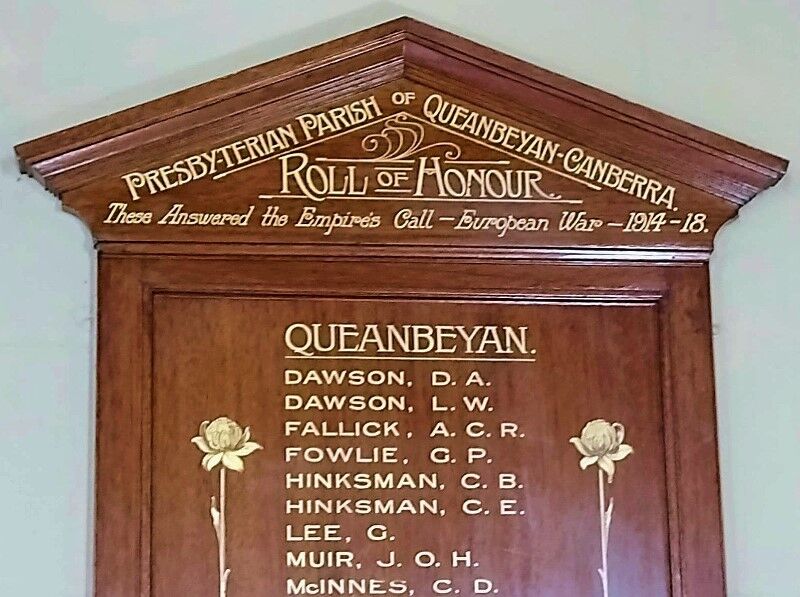 PRESBYTERIAN PARISH OF QUEANBEYAN-CANBERRA.
ROLL OF HONOUR
These Answered the Empire's Call – European War – 1914-18.
QUEANBEYAN.
DAWSON, D. A.
DAWSON, L. W.
FALLICK, A. C. R.
FOWLIE, G. P.
HINKSMAN, C. B.
HINKSMAN, C. E.
LEE, G.
MUIR, J. O. H.
McINNES, C. D.